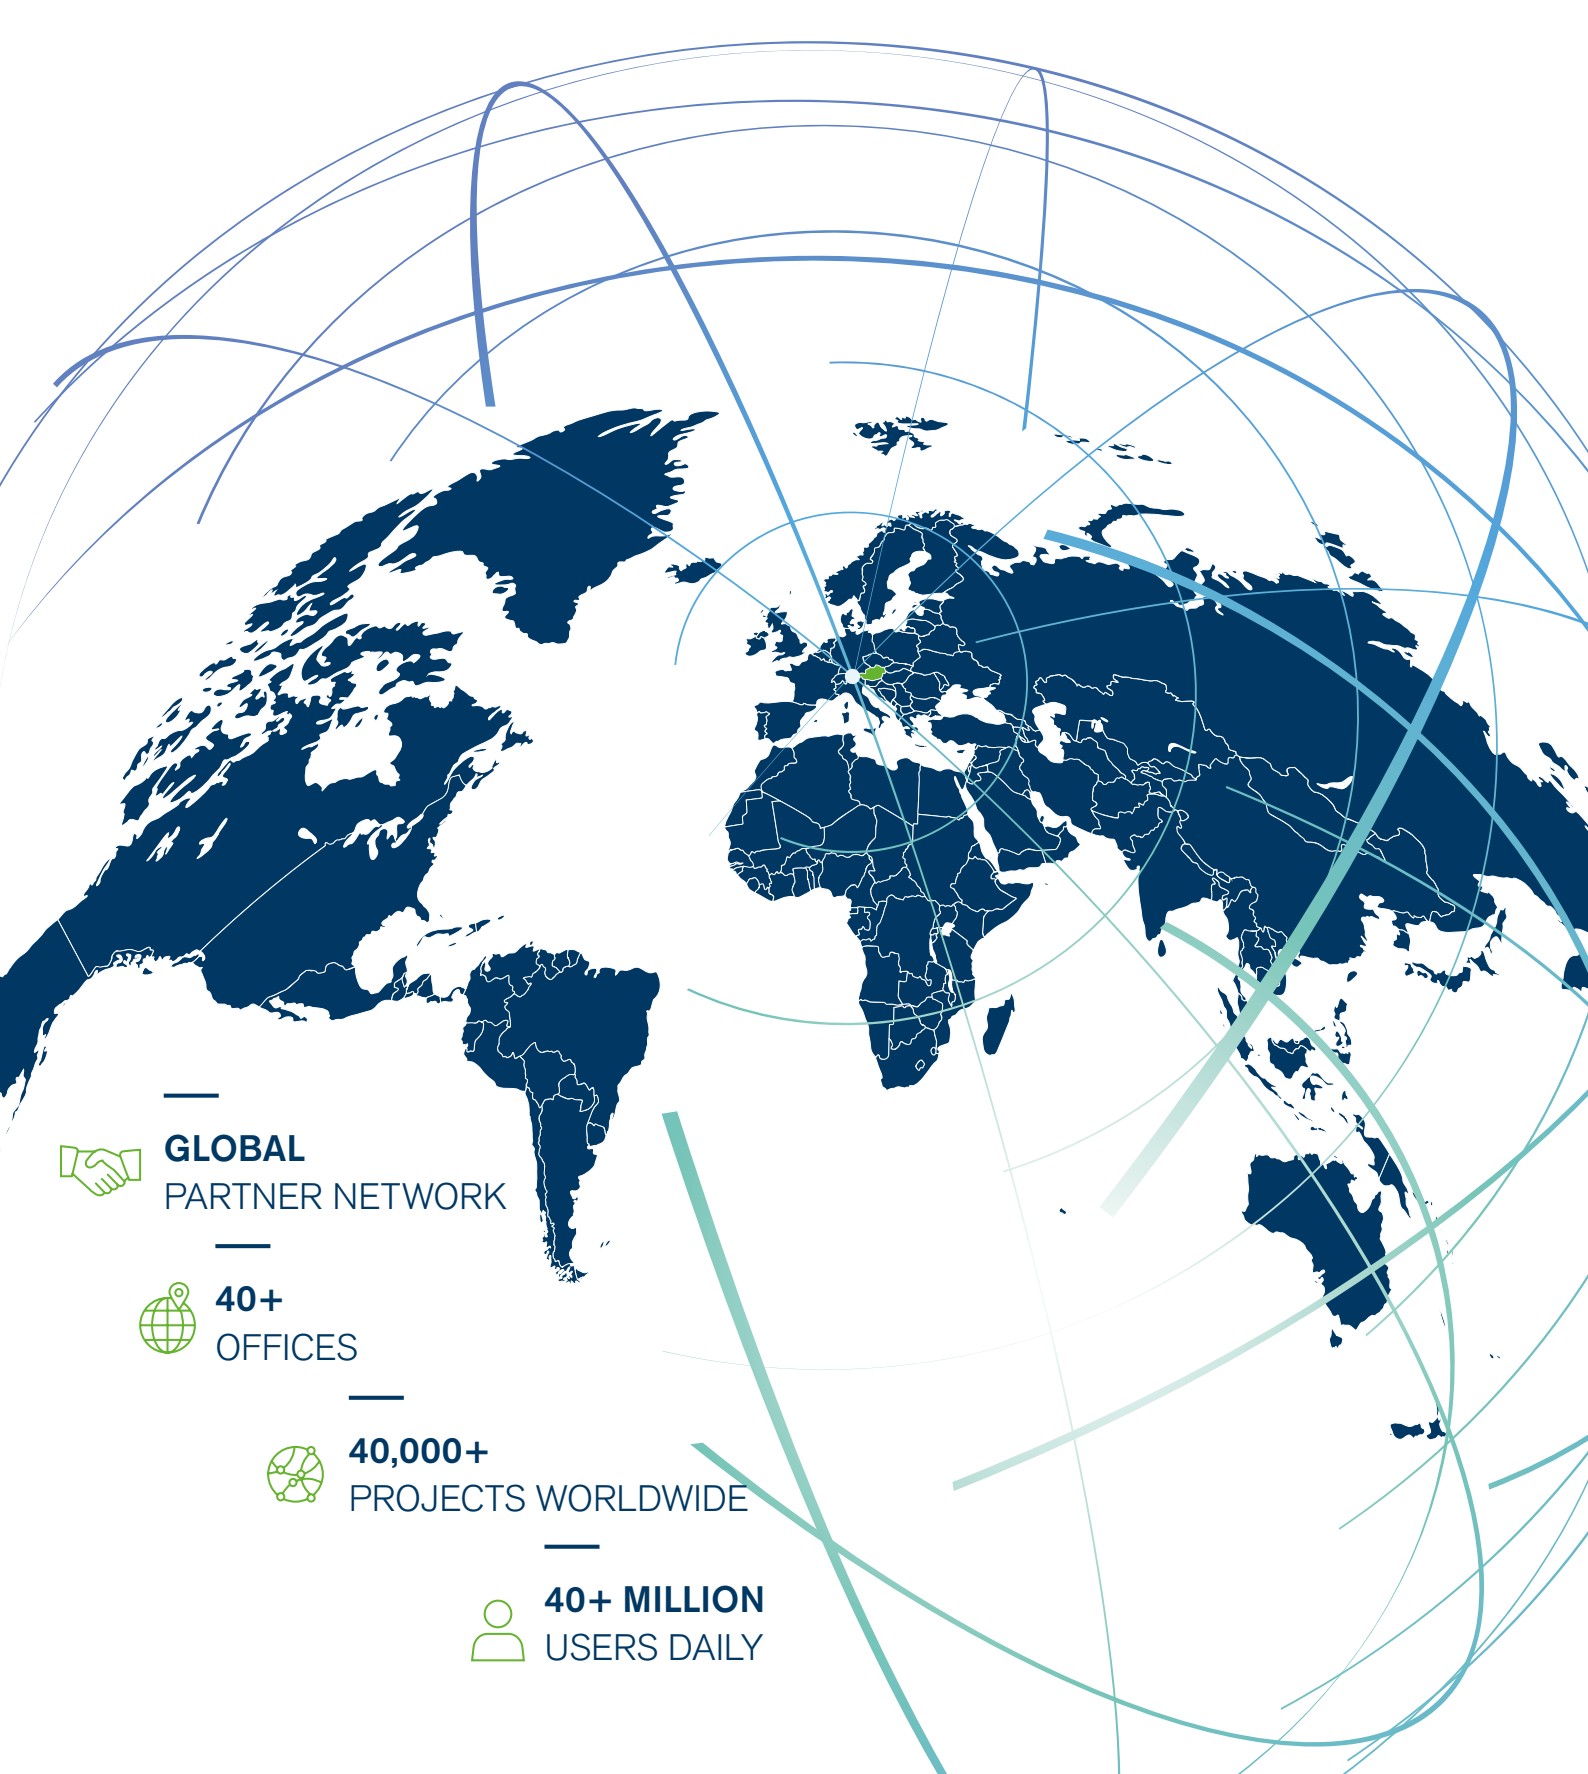 GLOBAL
PARTNER NETWORK
40+
OFFICES
40,000+
PROJECTS WORLDWIDE
40+ MILLION
USERS DAILY